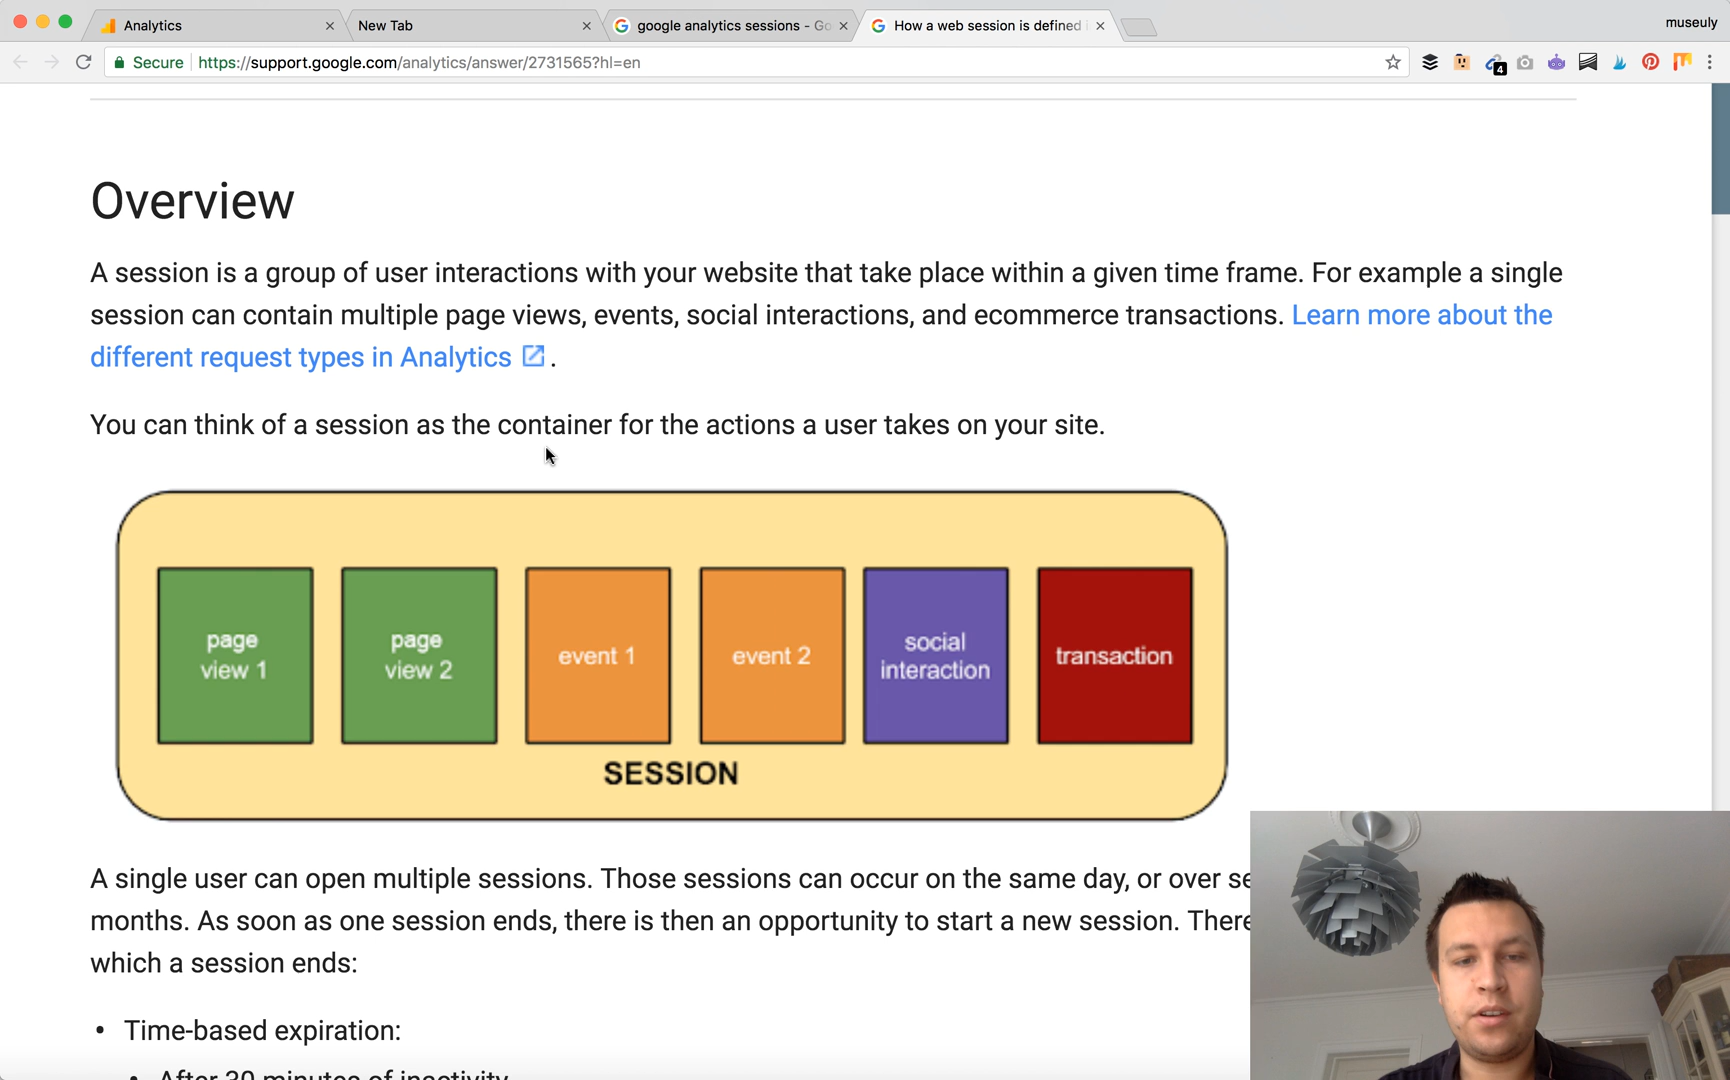 Analytics
New Tab
google analytics sessions - Go
How a web session is defined
museuly
Secure
https://support.google.com/analytics/answer/2731565?hl=en
4
Overview
A session is a group of user interactions with your website that take place within a given time frame. For example a single
session can contain multiple page views, events, social interactions, and ecommerce transactions. Learn more about the
different request types in Analytics .
You can think of a session as the container for the actions a user takes on your site.
page
view 1
page
view 2
event 1
event 2
social
interaction
transaction
SESSION
A single user can open multiple sessions. Those sessions can occur on the same day, or over se
months. As soon as one session ends, there is then an opportunity to start a new session. There
which a session ends:
• Time-based expiration:
• After 30 minutes of inactivity